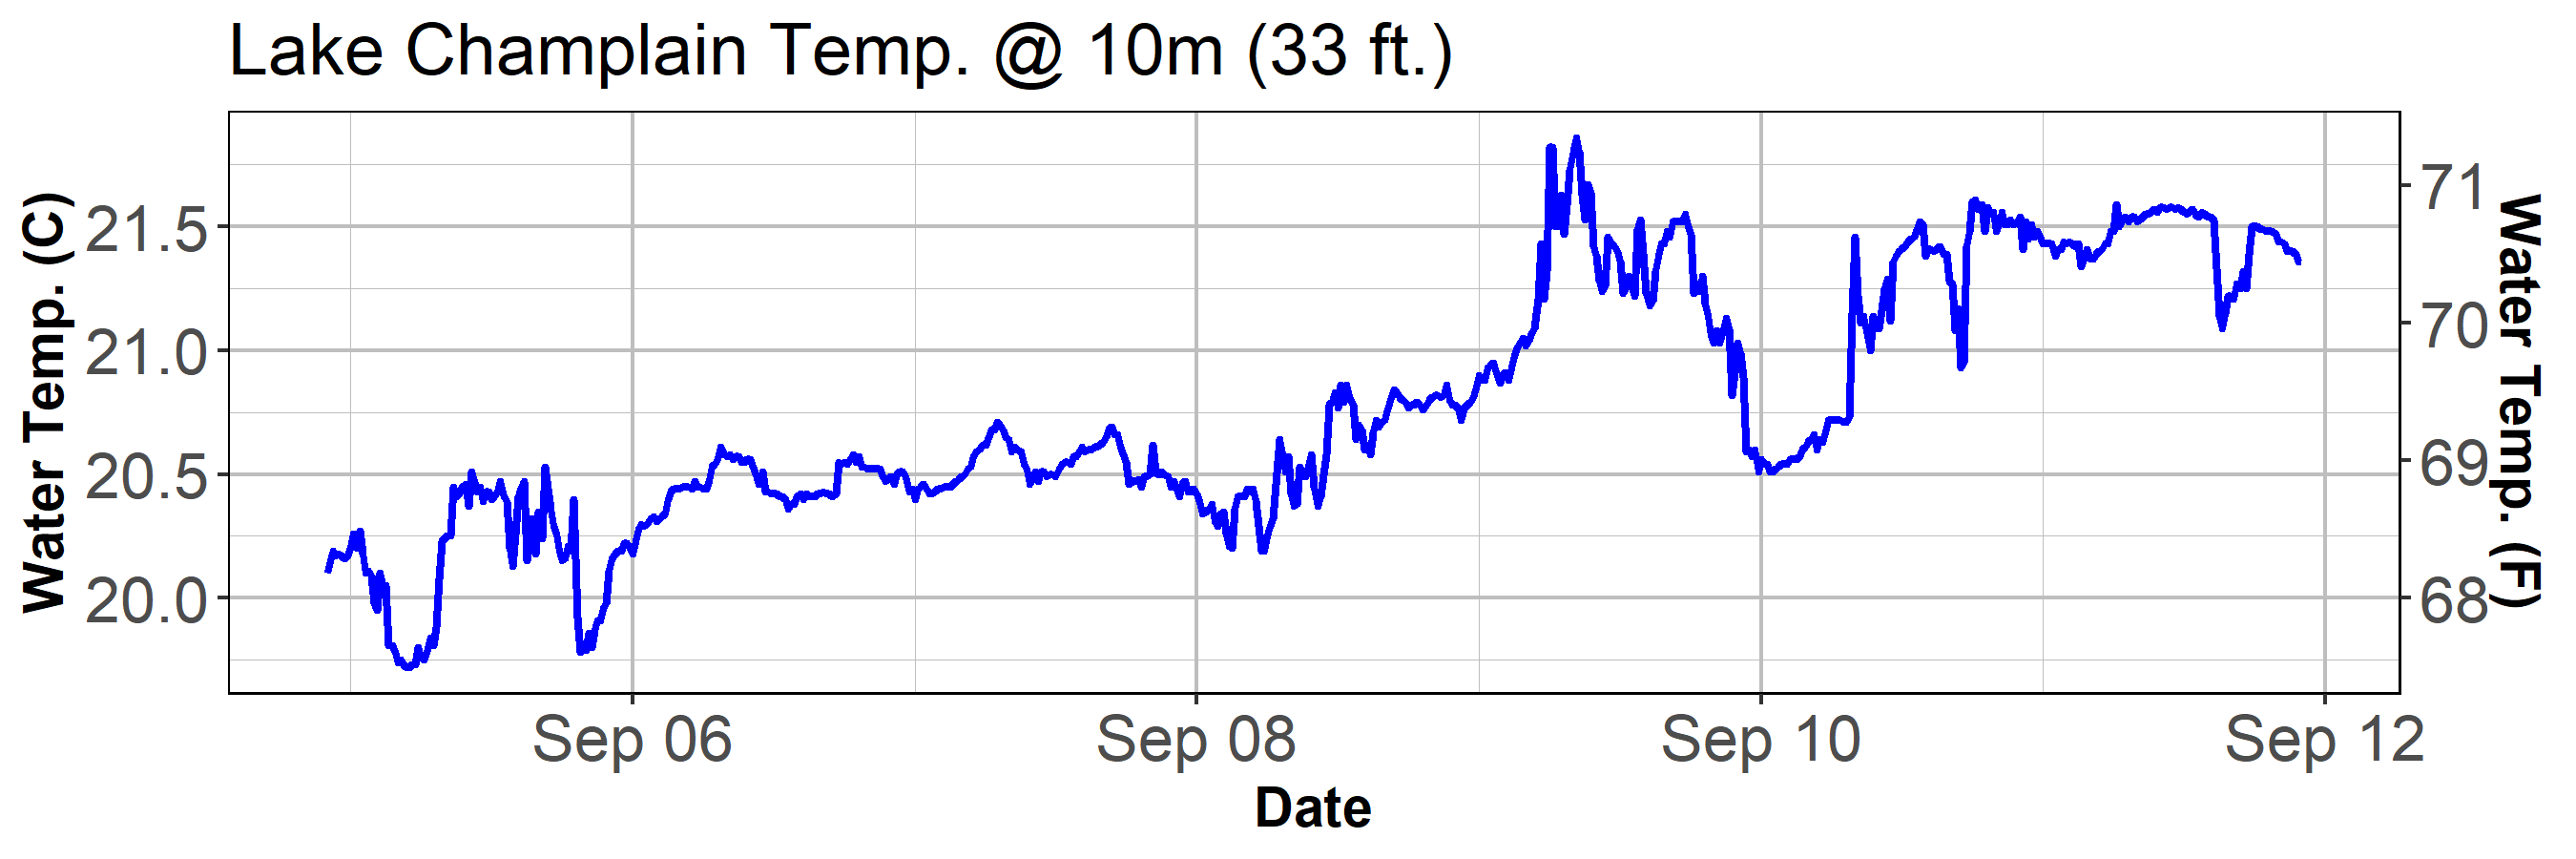 Lake Champlain Temp. @ 10m (33 ft.)
Water Temp. (C)
21.5
21.0
20.5
20.0
71
70
69
68
Water Temp. (F)
Sep 06
Sep 08
Sep 10
Sep 12
Date